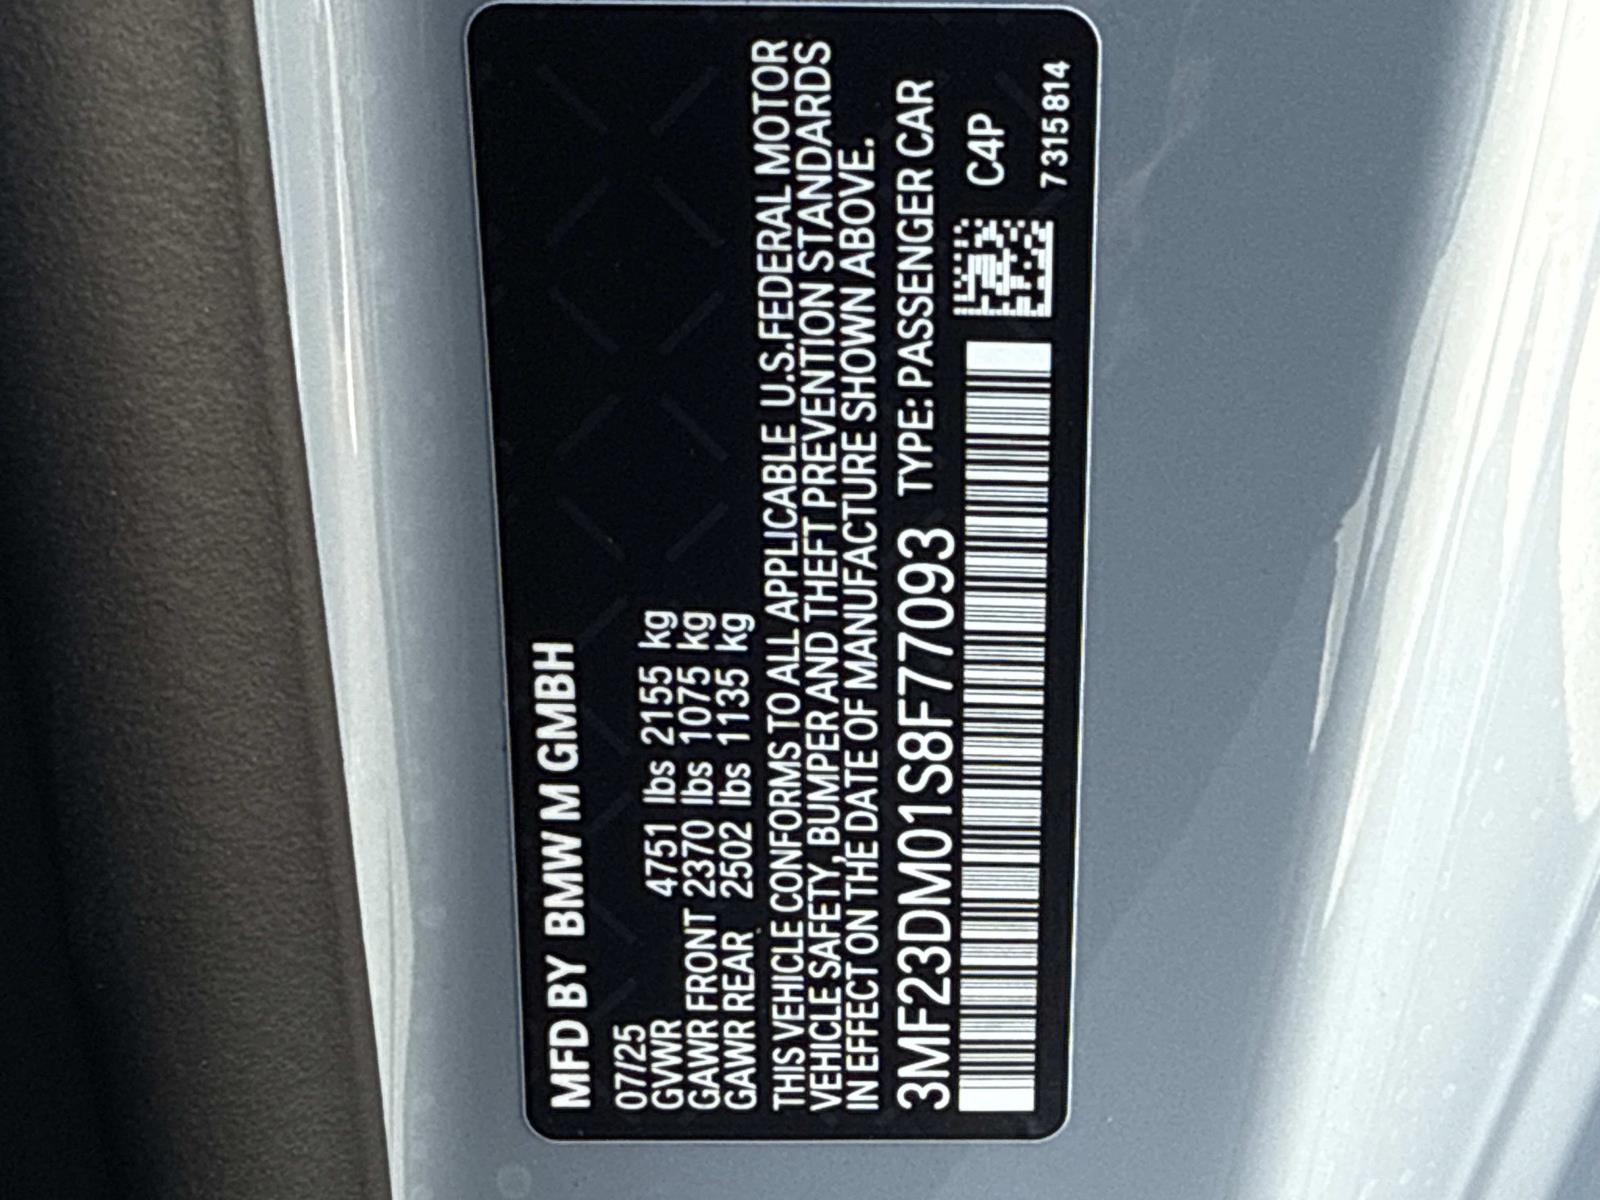 MFD BY BMW M GMBH
07/25
GVWR 4751 lbs 2155 kg
GAWR FRONT 2370 lbs 1075 kg
GAWR REAR 2502 lbs 1135 kg
THIS VEHICLE CONFORMS TO ALL APPLICABLE U.S.FEDERAL MOTOR
VEHICLE SAFETY, BUMPER AND THEFT PREVENTION STANDARDS
IN EFFECT ON THE DATE OF MANUFACTURE SHOWN ABOVE.
3MF23DM01S8F77093 TYPE: PASSENGER CAR
C4P
7315814